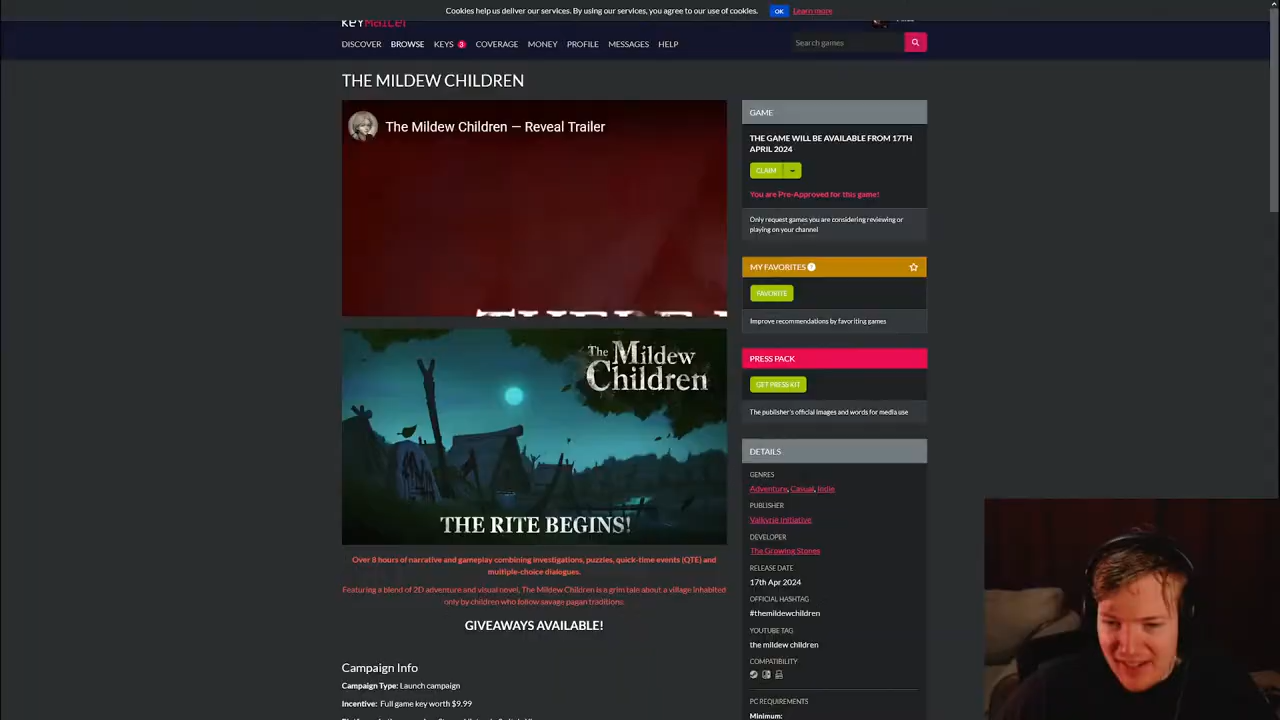 Cookies help us deliver our services. By using our services, you agree to our use of cookies. OK Learn more
KEYMAILER
DISCOVER BROWSE KEYS 3 COVERAGE MONEY PROFILE MESSAGES HELP
Search games
THE MILDEW CHILDREN
The Mildew Children — Reveal Trailer
The Mildew
Children
THE RITE BEGINS!
Over 8 hours of narrative and gameplay combining investigations, puzzles, quick-time events (QTE) and
multiple-choice dialogues.
Featuring a blend of 2D adventure and visual novel, The Mildew Children is a grim tale about a village inhabited
only by children who follow savage pagan traditions.
GIVEAWAYS AVAILABLE!
Campaign Info
Campaign Type: Launch campaign
Incentive: Full game key worth $9.99
GAME
THE GAME WILL BE AVAILABLE FROM 17TH
APRIL 2024
CLAIM
You are Pre-Approved for this game!
Only request games you are considering reviewing or
playing on your channel
MY FAVORITES
FAVORITE
Improve recommendations by favoriting games
PRESS PACK
GET PRESS KIT
The publisher's official images and words for media use
DETAILS
GENRES
Adventure, Casual, Indie
PUBLISHER
Valkyrie Initiative
DEVELOPER
The Growing Stones
RELEASE DATE
17th Apr 2024
OFFICIAL HASHTAG
#themildewchildren
YOUTUBE TAG
the mildew children
COMPATIBILITY
PC REQUIREMENTS
Minimum: